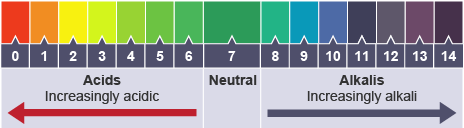 0 1 2 3 4 5 6 7 8 9 10 11 12 13 14
Acids Neutral Alkalis
Increasingly acidic Increasingly alkali